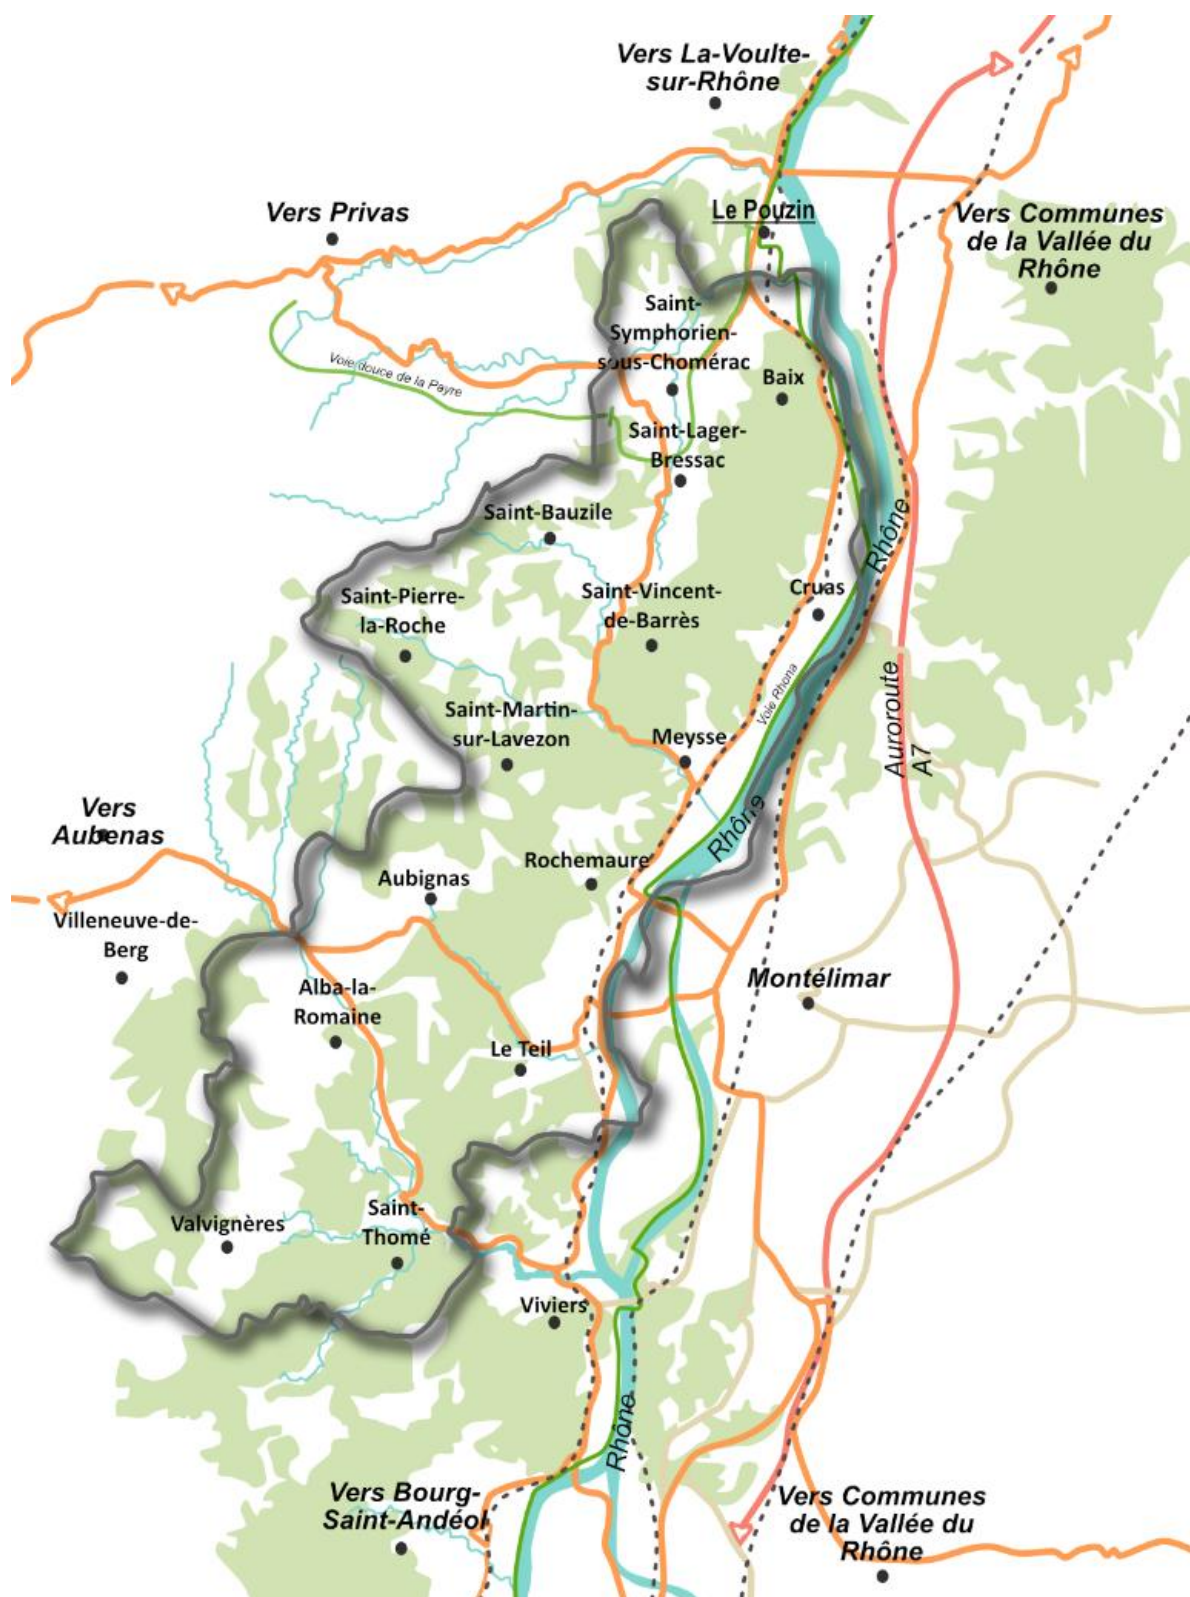 Vers La-Voulte-
sur-Rhône
Vers Privas
Le Pouzin
Vers Communes
de la Vallée du
Rhône
Saint-
Symphorien-
sous-Chomérac
Voie douce de la Payre
Baix
Saint-Lager-
Bressac
Saint-Bauzile
Rhône
Saint-Pierre-
la-Roche
Saint-Vincent-
de-Barrès
Cruas
Voie Rhona
Auroroute
A7
Saint-Martin-
sur-Lavezon
Meysse
Vers
Aubenas
Rhône
Rochemaure
Aubignas
Villeneuve-de-
Berg
Montélimar
Alba-la-
Romaine
Le Teil
Saint-
Thomé
Valvignères
Viviers
Rhône
Vers Bourg-
Saint-Andéol
Vers Communes
de la Vallée du
Rhône